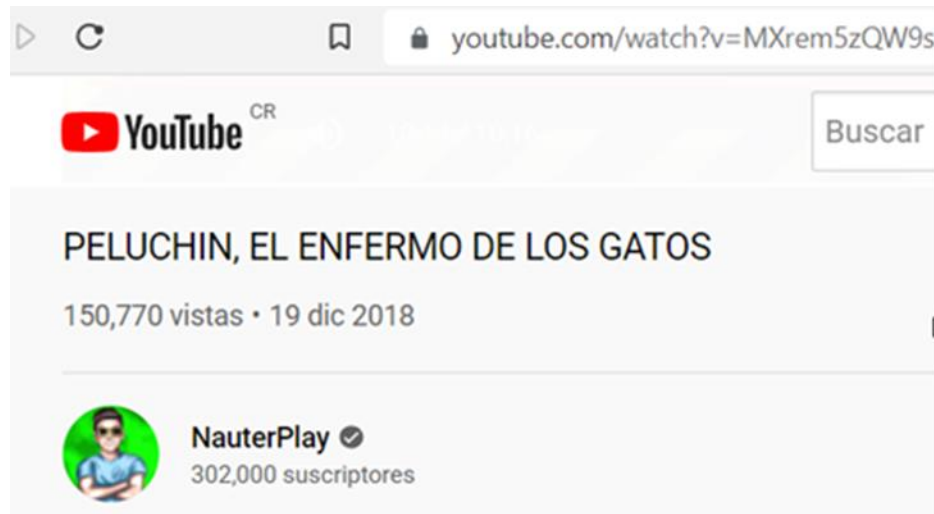 youtube.com/watch?v=MXrem5zQW9s
YouTube CR
Buscar
PELUCHIN, EL ENFERMO DE LOS GATOS
150,770 vistas • 19 dic 2018
NauterPlay
302,000 suscriptores